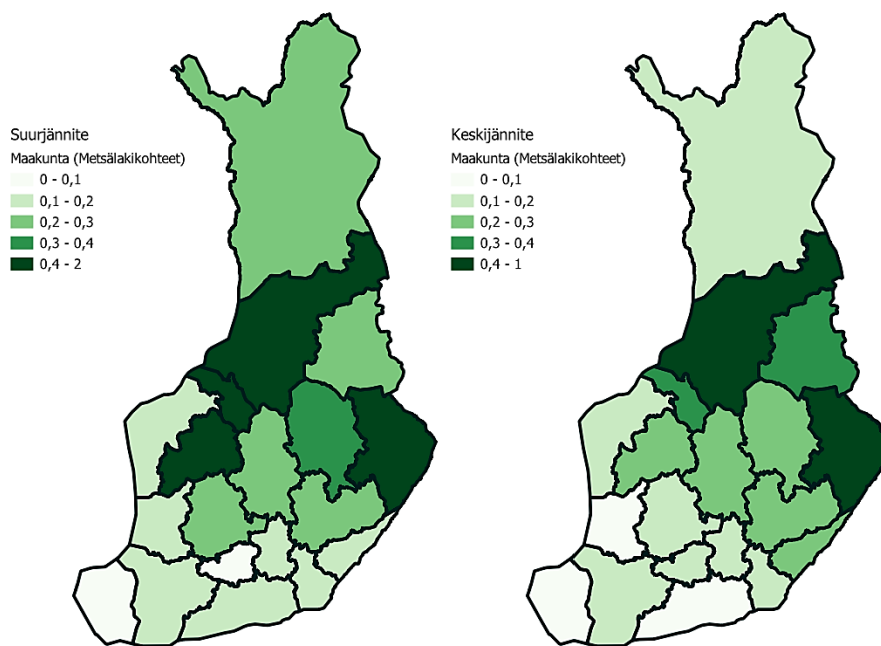 Suurjännite
Maakunta (Metsälakikohteet)
0 - 0,1
0,1 - 0,2
0,2 - 0,3
0,3 - 0,4
0,4 - 2
Keskijännite
Maakunta (Metsälakikohteet)
0 - 0,1
0,1 - 0,2
0,2 - 0,3
0,3 - 0,4
0,4 - 1